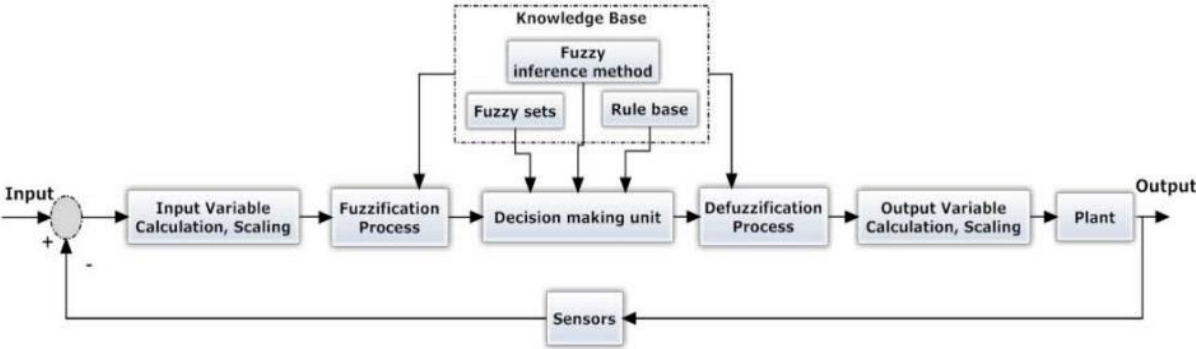 Knowledge Base
Fuzzy
inference method
Fuzzy sets
Rule base
Input
+
-
Input Variable
Calculation, Scaling
Fuzzification
Process
Decision making unit
Defuzzification
Process
Output Variable
Calculation, Scaling
Plant
Output
Sensors